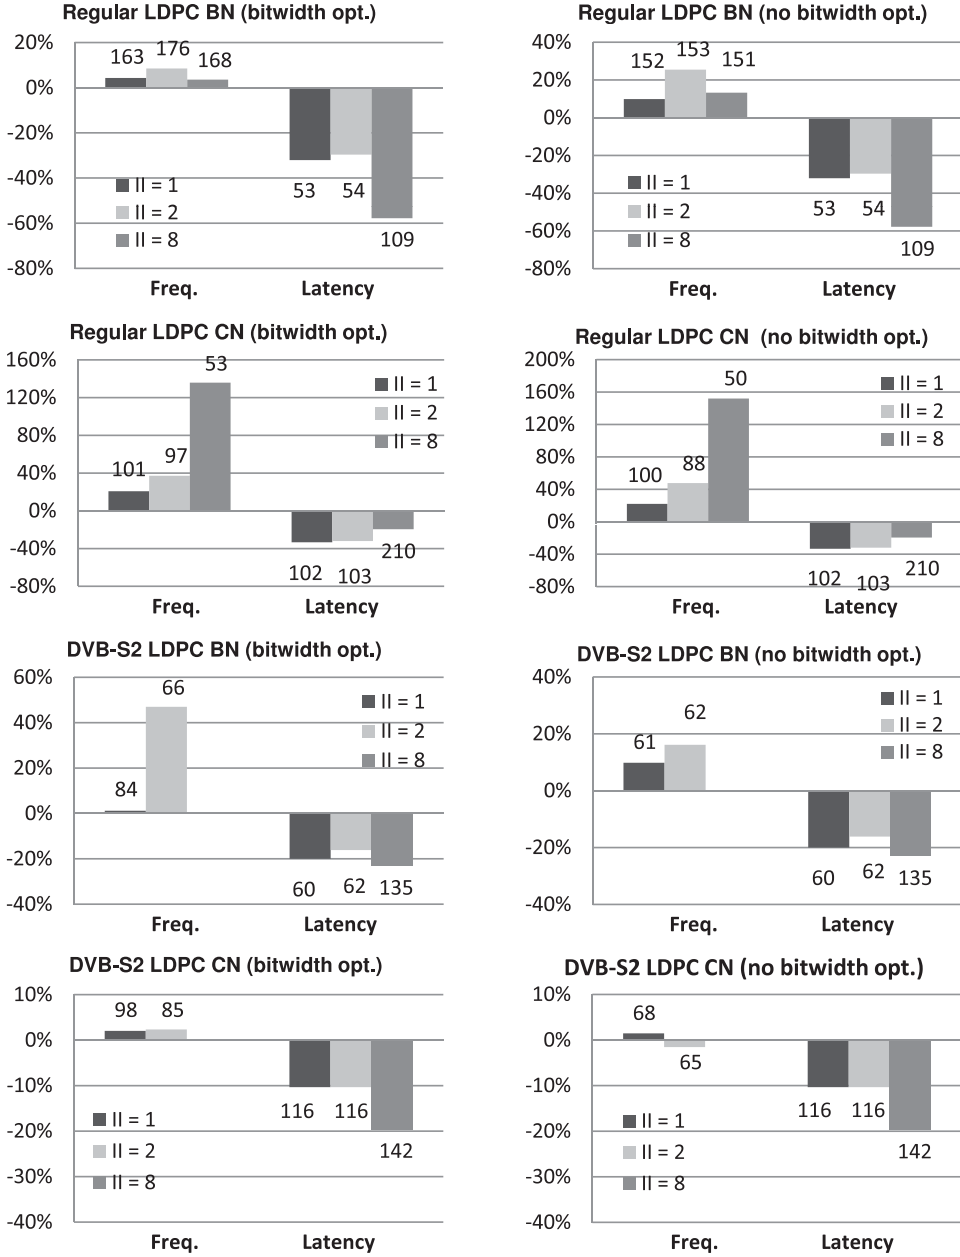 Regular LDPC BN (bitwidth opt.)
20%
0%
-20%
-40%
-60%
-80%
163
176
168
53
54
109
II = 1
II = 2
II = 8
Freq.
Latency
Regular LDPC BN (no bitwidth opt.)
40%
20%
0%
-20%
-40%
-60%
-80%
152
153
151
53
54
109
II = 1
II = 2
II = 8
Freq.
Latency
Regular LDPC CN (bitwidth opt.)
160%
120%
80%
40%
0%
-40%
-80%
101
97
53
102
103
210
II = 1
II = 2
II = 8
Freq.
Latency
Regular LDPC CN (no bitwidth opt.)
200%
160%
120%
80%
40%
0%
-40%
-80%
100
88
50
102
103
210
II = 1
II = 2
II = 8
Freq.
Latency
DVB-S2 LDPC BN (bitwidth opt.)
60%
40%
20%
0%
-20%
-40%
84
66
60
62
135
II = 1
II = 2
II = 8
Freq.
Latency
DVB-S2 LDPC BN (no bitwidth opt.)
40%
20%
0%
-20%
-40%
61
62
60
62
135
II = 1
II = 2
II = 8
Freq.
Latency
DVB-S2 LDPC CN (bitwidth opt.)
10%
0%
-10%
-20%
-30%
-40%
98
85
116
116
142
II = 1
II = 2
II = 8
Freq.
Latency
DVB-S2 LDPC CN (no bitwidth opt.)
10%
0%
-10%
-20%
-30%
-40%
68
65
116
116
142
II = 1
II = 2
II = 8
Freq.
Latency